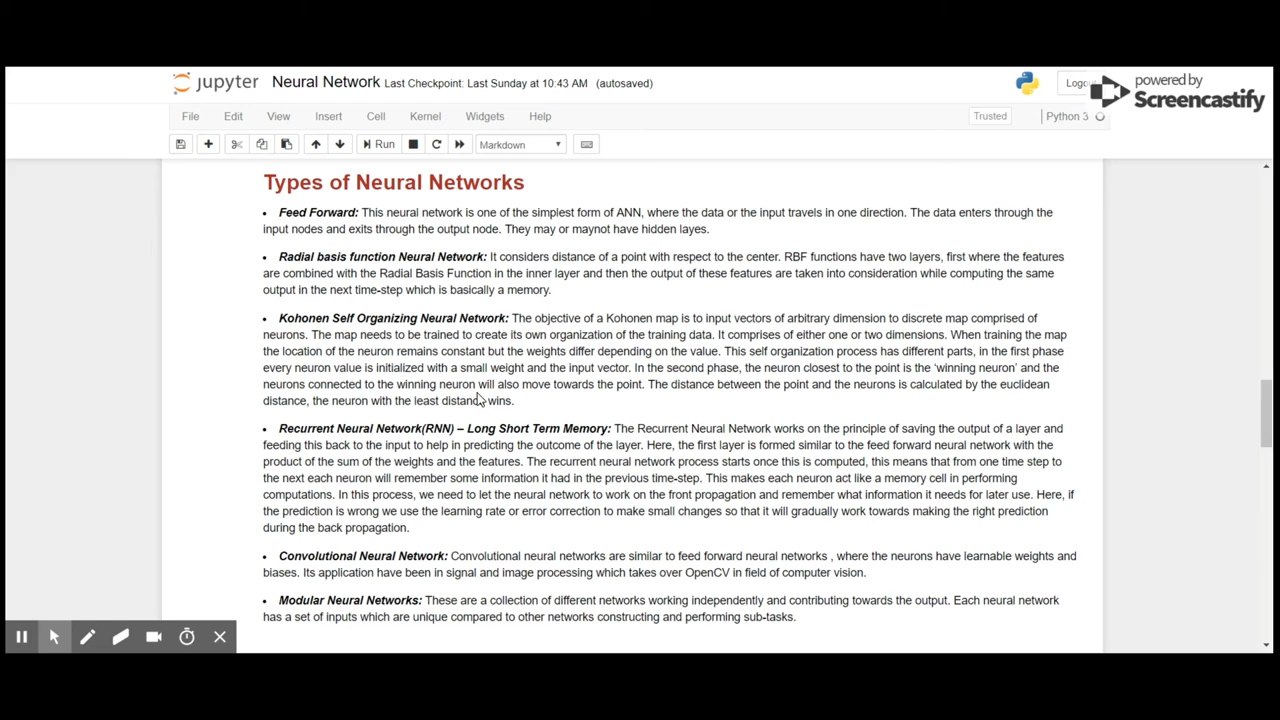 jupyter Neural Network Last Checkpoint: Last Sunday at 10:43 AM (autosaved)
powered by
Screencastify
File Edit View Insert Cell Kernel Widgets Help Trusted Python 3
Run Markdown
Types of Neural Networks
• Feed Forward: This neural network is one of the simplest form of ANN, where the data or the input travels in one direction. The data enters through the
input nodes and exits through the output node. They may or maynot have hidden layes.
• Radial basis function Neural Network: It considers distance of a point with respect to the center. RBF functions have two layers, first where the features
are combined with the Radial Basis Function in the inner layer and then the output of these features are taken into consideration while computing the same
output in the next time-step which is basically a memory.
• Kohonen Self Organizing Neural Network: The objective of a Kohonen map is to input vectors of arbitrary dimension to discrete map comprised of
neurons. The map needs to be trained to create its own organization of the training data. It comprises of either one or two dimensions. When training the map
the location of the neuron remains constant but the weights differ depending on the value. This self organization process has different parts, in the first phase
every neuron value is initialized with a small weight and the input vector. In the second phase, the neuron closest to the point is the ‘winning neuron’ and the
neurons connected to the winning neuron will also move towards the point. The distance between the point and the neurons is calculated by the euclidean
distance, the neuron with the least distance wins.
• Recurrent Neural Network(RNN) – Long Short Term Memory: The Recurrent Neural Network works on the principle of saving the output of a layer and
feeding this back to the input to help in predicting the outcome of the layer. Here, the first layer is formed similar to the feed forward neural network with the
product of the sum of the weights and the features. The recurrent neural network process starts once this is computed, this means that from one time step to
the next each neuron will remember some information it had in the previous time-step. This makes each neuron act like a memory cell in performing
computations. In this process, we need to let the neural network to work on the front propagation and remember what information it needs for later use. Here, if
the prediction is wrong we use the learning rate or error correction to make small changes so that it will gradually work towards making the right prediction
during the back propagation.
• Convolutional Neural Network: Convolutional neural networks are similar to feed forward neural networks , where the neurons have learnable weights and
biases. Its application have been in signal and image processing which takes over OpenCV in field of computer vision.
• Modular Neural Networks: These are a collection of different networks working independently and contributing towards the output. Each neural network
has a set of inputs which are unique compared to other networks constructing and performing sub-tasks.